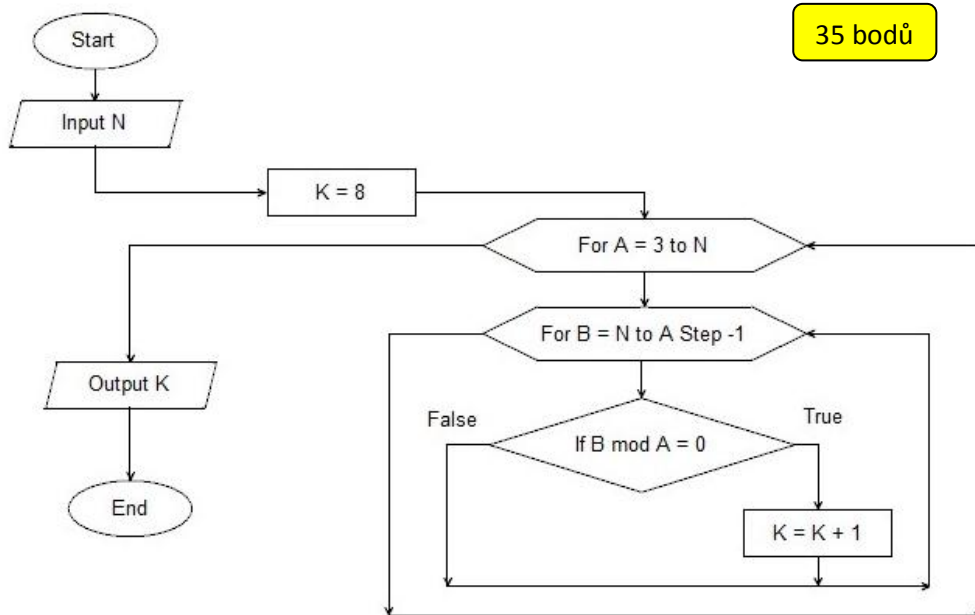 35 bodů
Start
Input N
K = 8
For A = 3 to N
For B = N to A Step -1
Output K
False
True
If B mod A = 0
End
K = K + 1